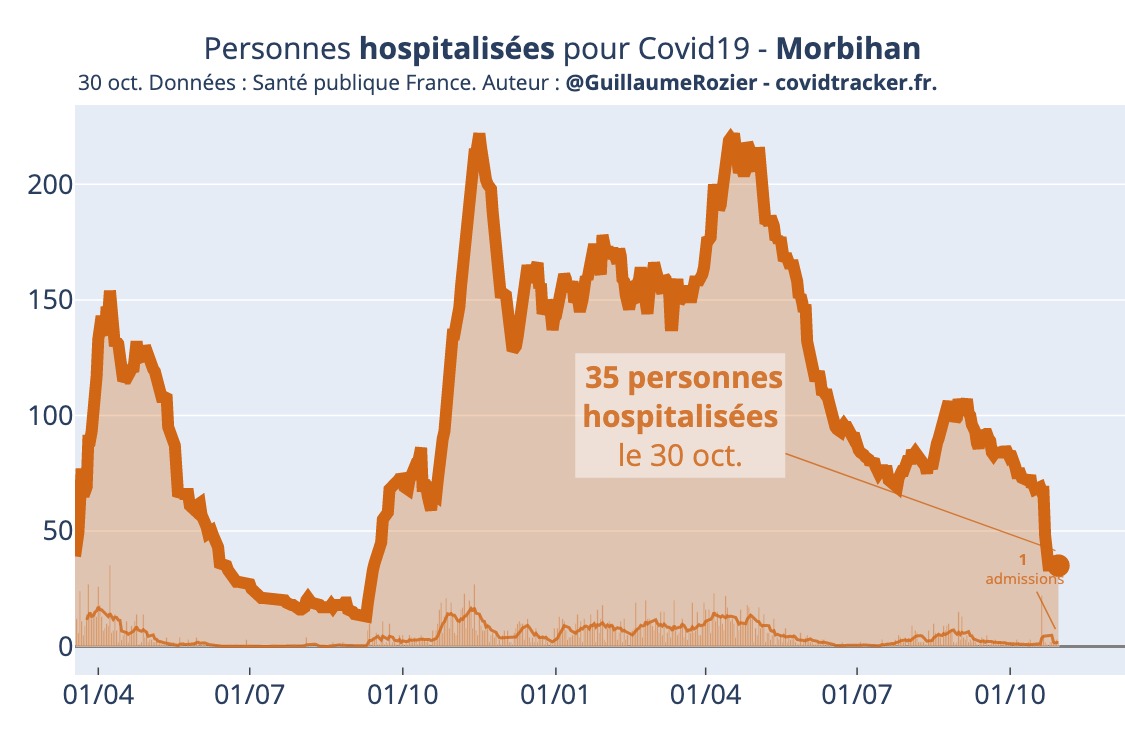 Personnes hospitalisées pour Covid19 - Morbihan
30 oct. Données : Santé publique France. Auteur : @GuillaumeRozier - covidtracker.fr.
200
150
100
50
0
35 personnes
hospitalisées
le 30 oct.
1
admissions
01/04
01/07
01/10
01/01
01/04
01/07
01/10